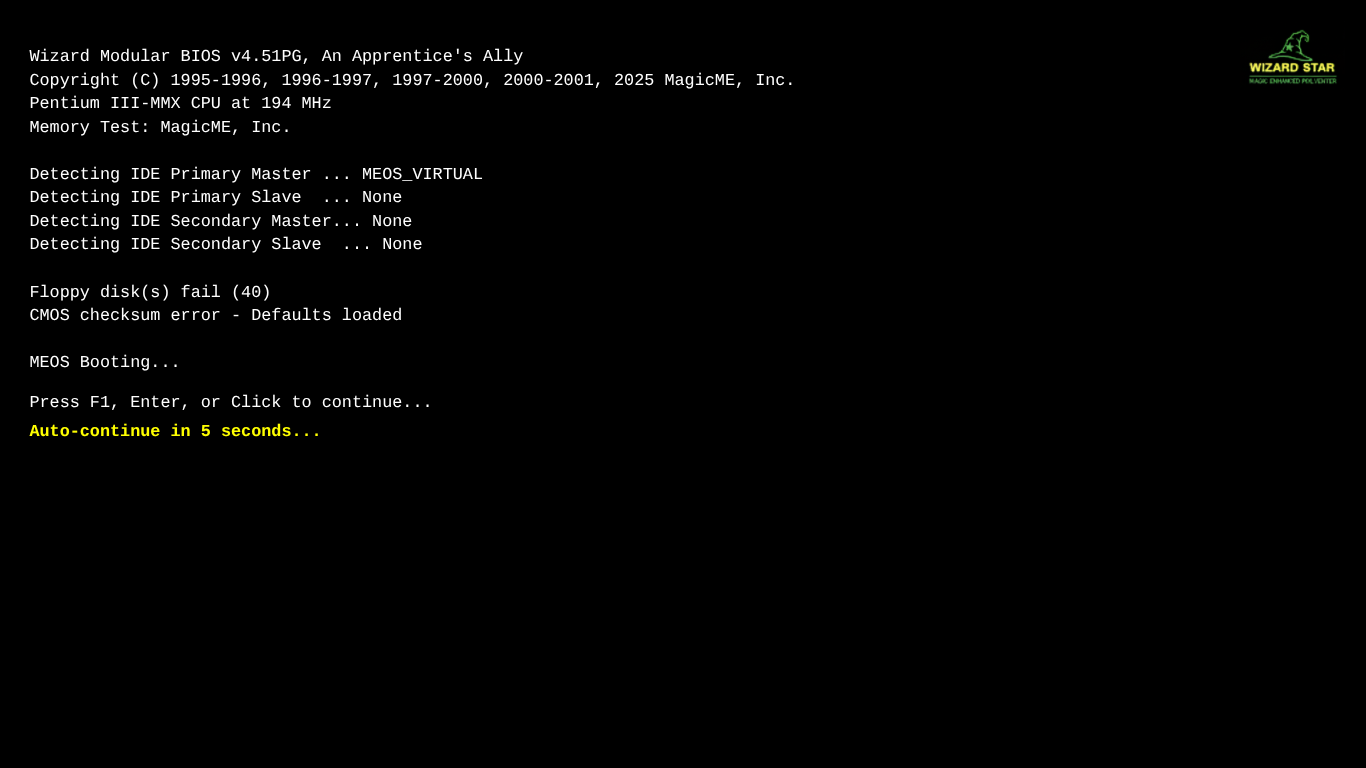 Wizard Modular BIOS v4.51PG, An Apprentice's Ally
Copyright (C) 1995-1996, 1996-1997, 1997-2000, 2000-2001, 2025 MagicME, Inc.
Pentium III-MMX CPU at 194 MHz
Memory Test: MagicME, Inc.
WIZARD STAR
MAGIC ENHANCED
Detecting IDE Primary Master ... MEOS_VIRTUAL
Detecting IDE Primary Slave  ... None
Detecting IDE Secondary Master... None
Detecting IDE Secondary Slave  ... None
Floppy disk(s) fail (40)
CMOS checksum error - Defaults loaded
MEOS Booting...
Press F1, Enter, or Click to continue...
Auto-continue in 5 seconds...